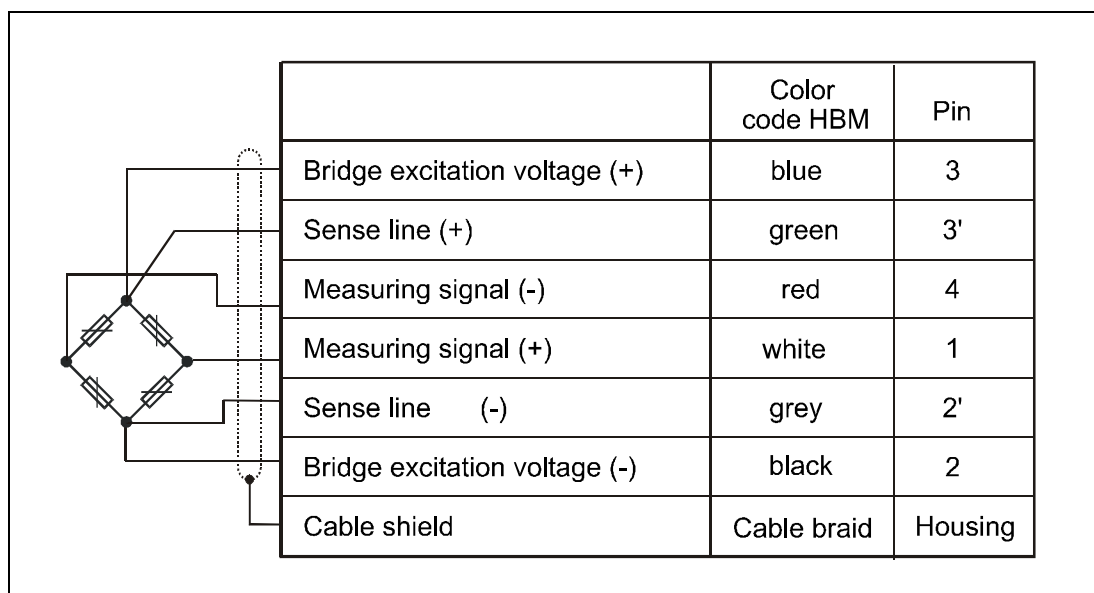 Color
code HBM Pin
Bridge excitation voltage (+) blue 3
Sense line (+) green 3'
Measuring signal (-) red 4
Measuring signal (+) white 1
Sense line (-) grey 2'
Bridge excitation voltage (-) black 2
Cable shield Cable braid Housing